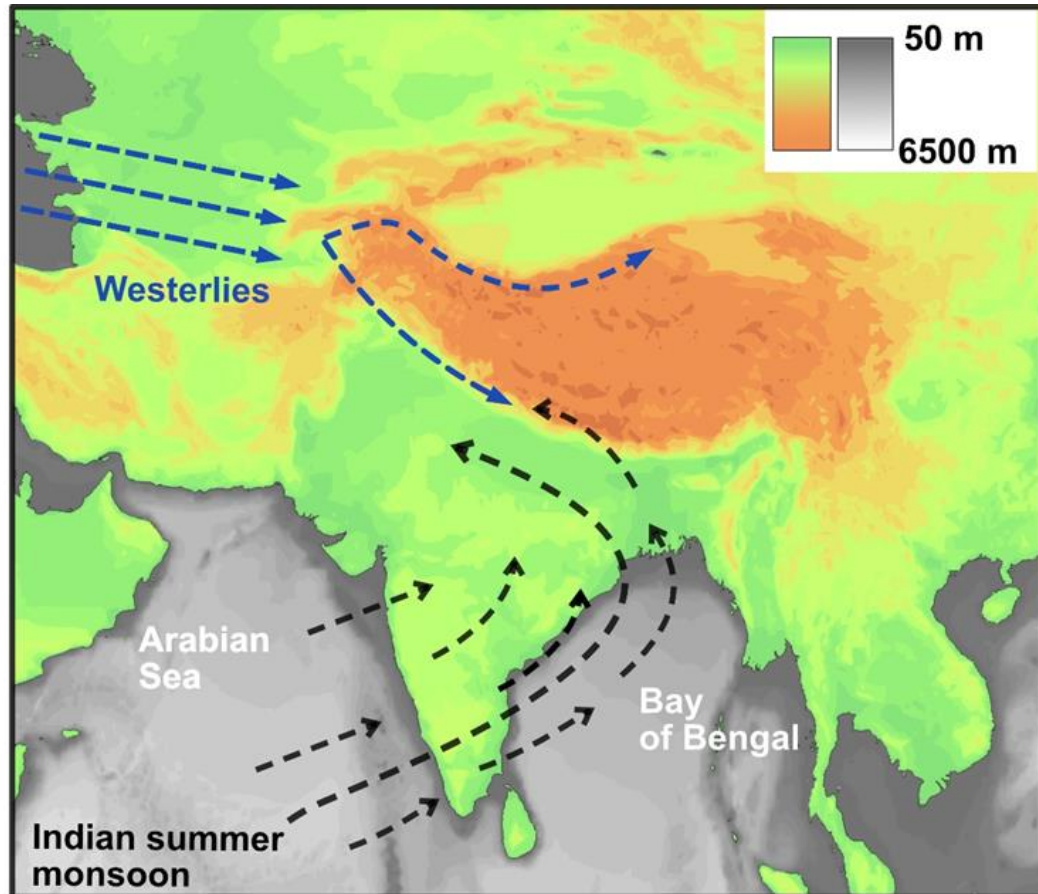 50 m
6500 m
Westerlies
Arabian
Sea
Bay
of Bengal
Indian summer
monsoon